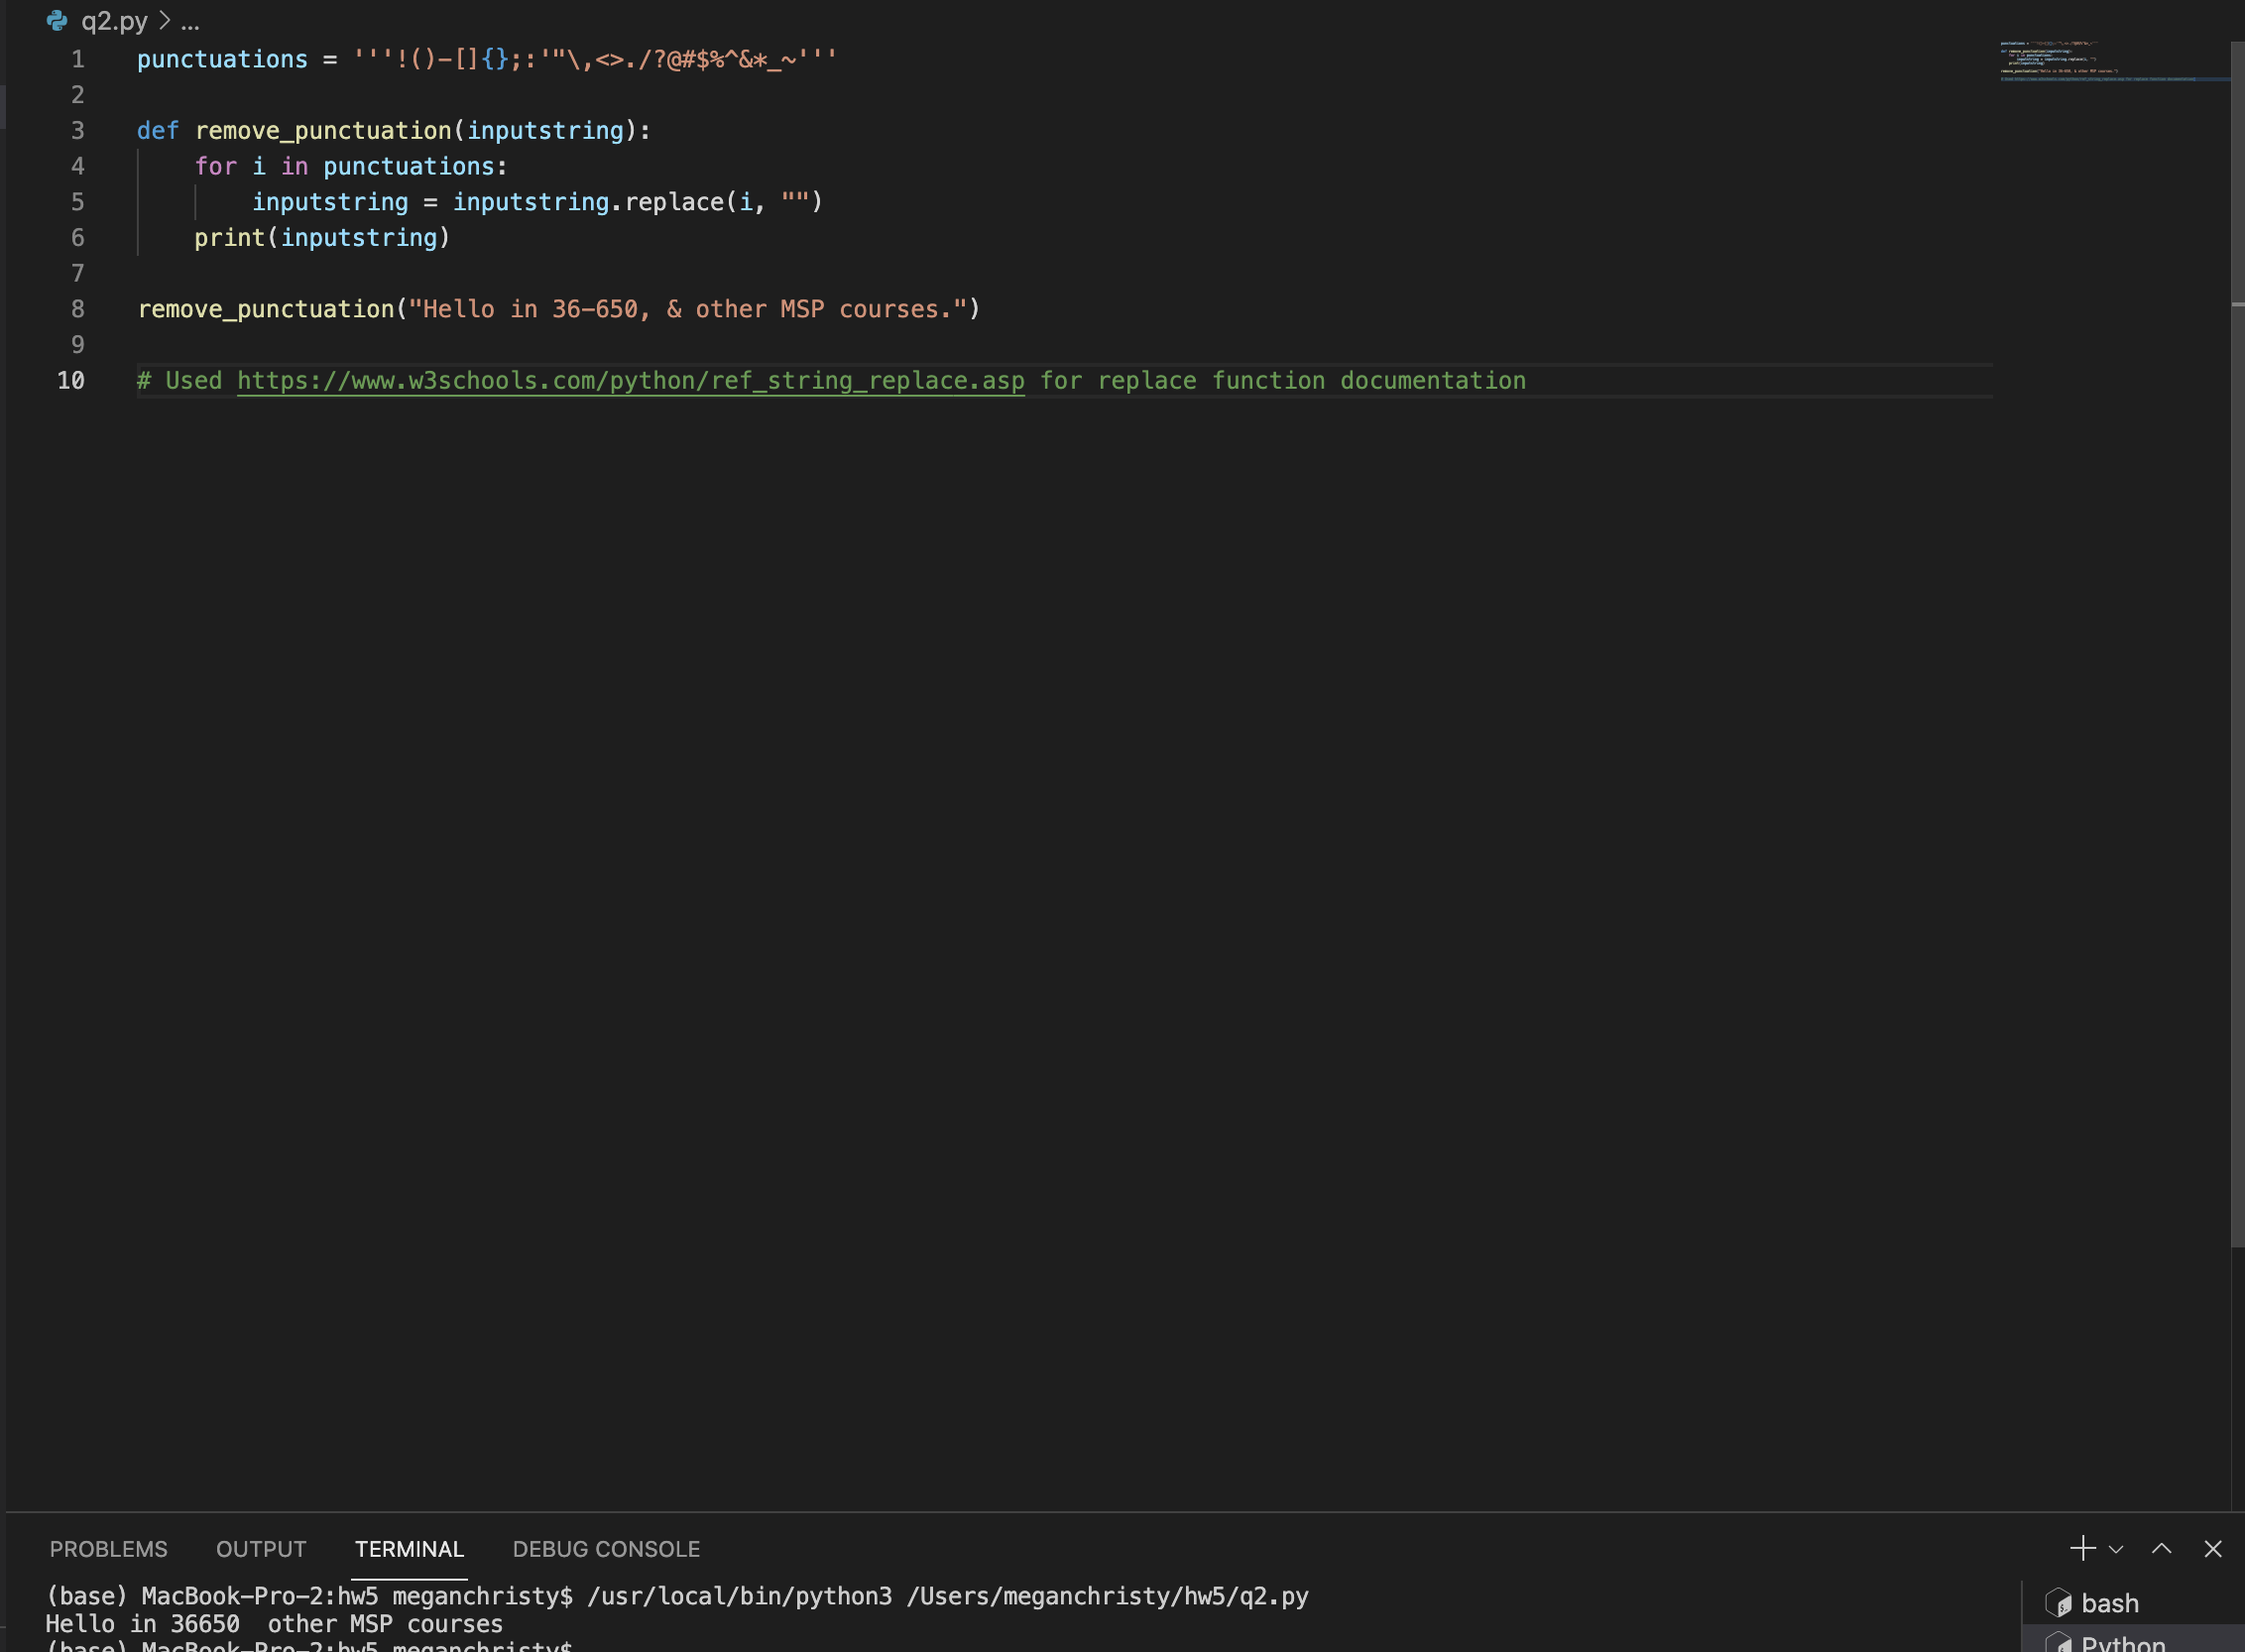 q2.py > ...
1 punctuations = '''!()-[]{};:'"\,<>./?@#$%^&*_~'''
2
3 def remove_punctuation(inputstring):
4     for i in punctuations:
5         inputstring = inputstring.replace(i, "")
6     print(inputstring)
7
8 remove_punctuation("Hello in 36-650, & other MSP courses.")
9
10 # Used https://www.w3schools.com/python/ref_string_replace.asp for replace function documentation
PROBLEMS OUTPUT TERMINAL DEBUG CONSOLE
(base) MacBook-Pro-2:hw5 meganchristy$ /usr/local/bin/python3 /Users/meganchristy/hw5/q2.py
Hello in 36650  other MSP courses
(base) MacBook-Pro-2:hw5 meganchristy$
bash
Python